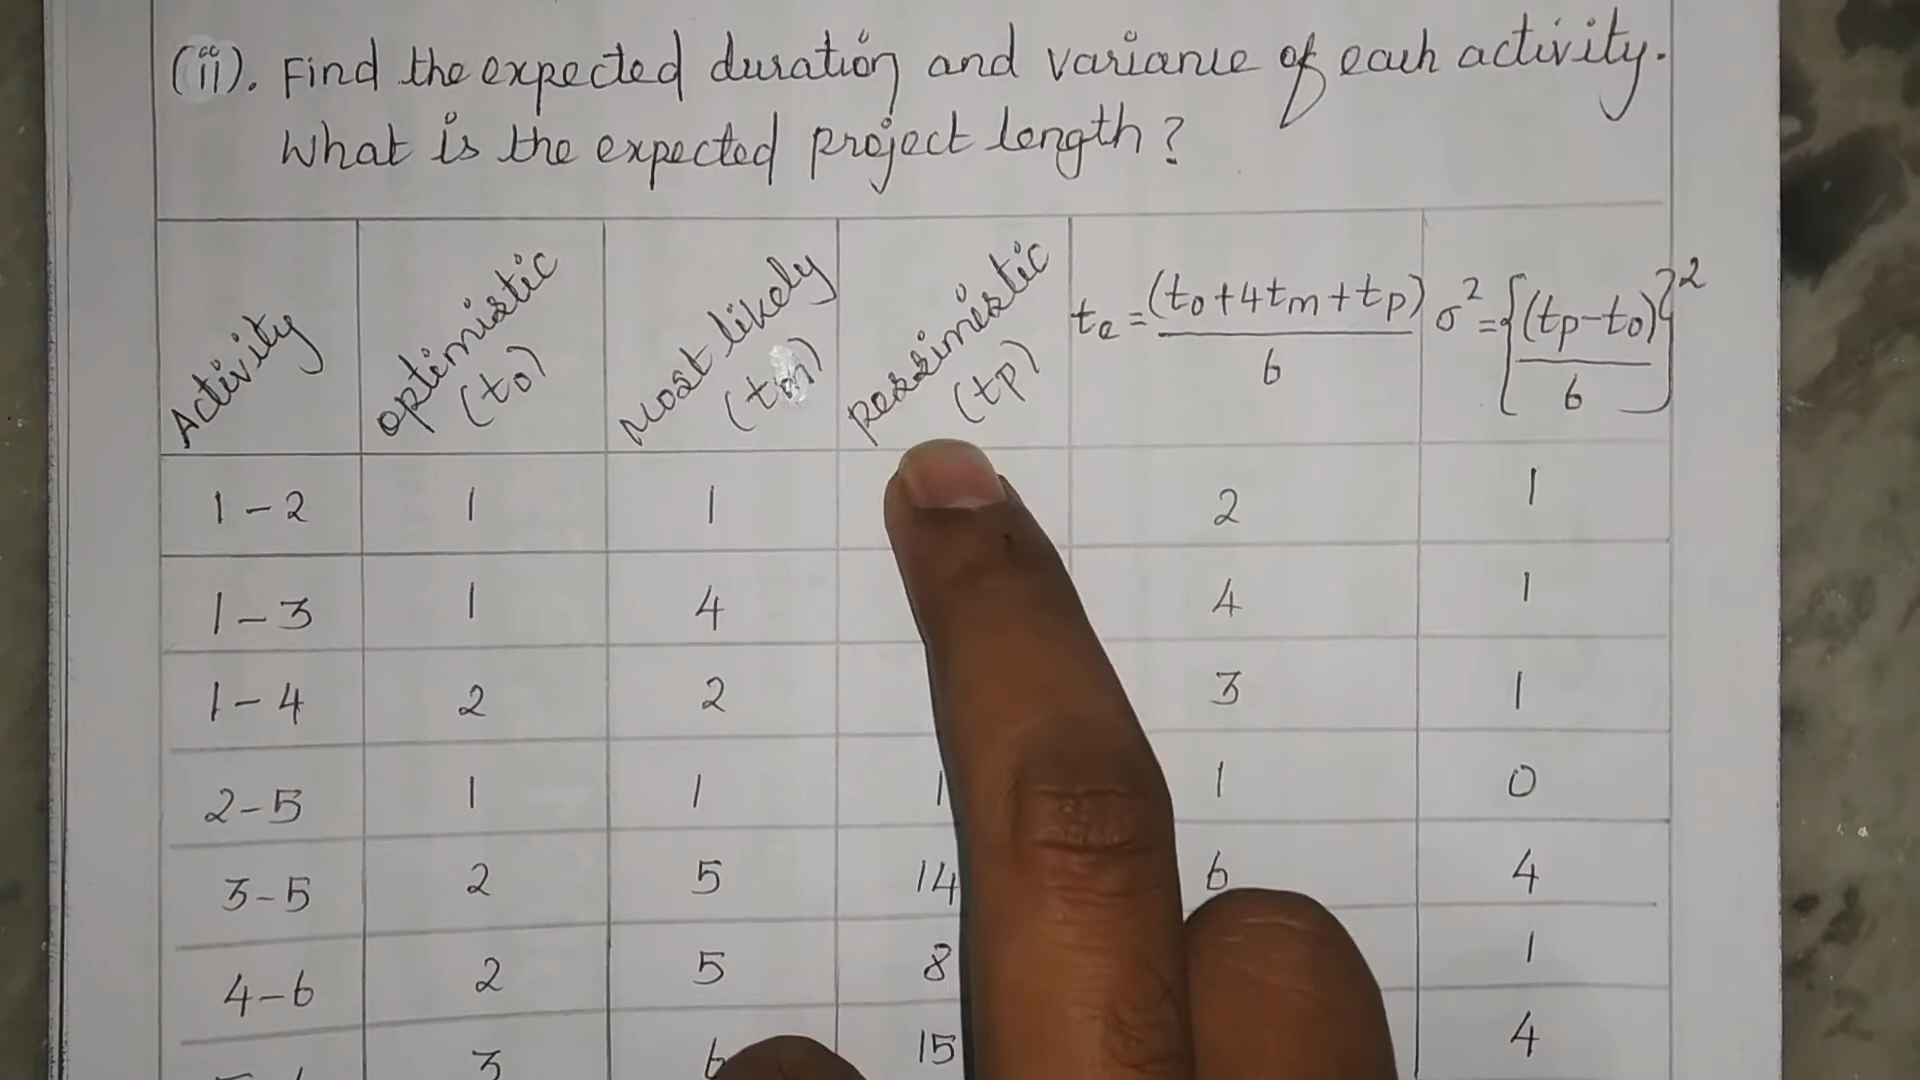 (ii). Find the expected duration and variance of each activity.
What is the expected project length?
Activity optimistic (to) Most likely (tm) pessimestic (tp) te = (to+4tm+tp) / 6 σ² = {(tp-to) / 6}²
1-2 1 1 2 1
1-3 1 4 4 1
1-4 2 2 3 1
2-5 1 1 1 1 0
3-5 2 5 14 6 4
4-6 2 5 8 1
3 6 15 4